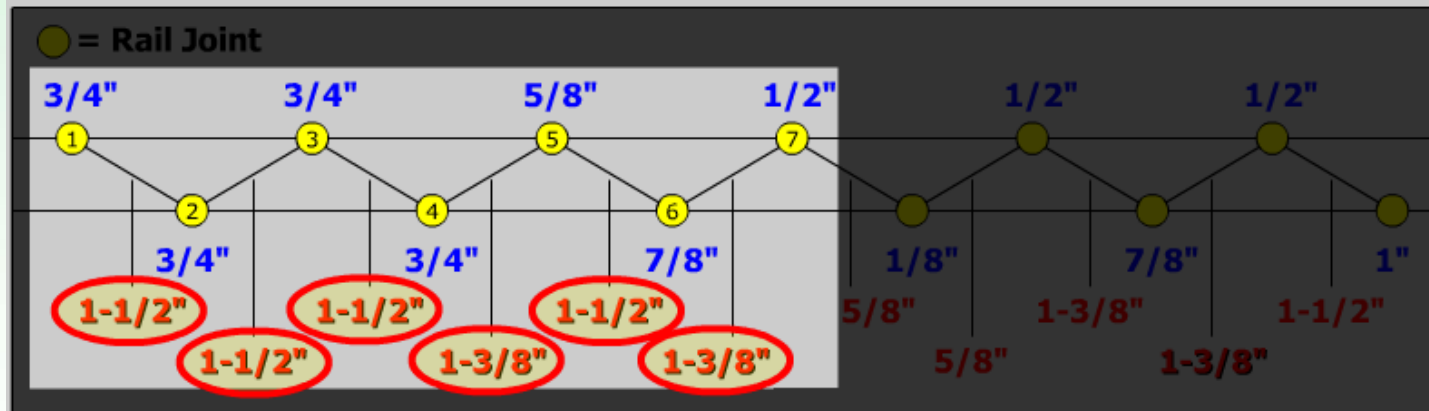 = Rail Joint
3/4" 3/4" 5/8" 1/2" 1/2" 1/2"
1 3 5 7
2 4 6
3/4" 3/4" 7/8" 1/8" 7/8" 1"
1-1/2" 1-1/2" 1-1/2" 5/8" 1-3/8" 1-1/2"
1-1/2" 1-3/8" 1-3/8" 5/8" 1-3/8"